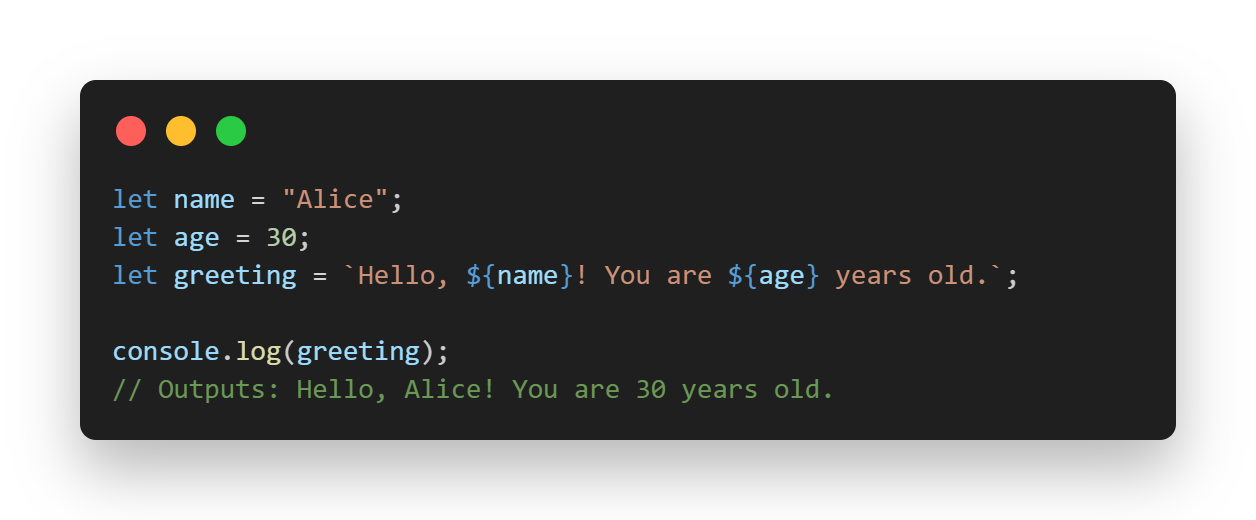 let name = "Alice";
let age = 30;
let greeting = `Hello, ${name}! You are ${age} years old.`;
console.log(greeting);
// Outputs: Hello, Alice! You are 30 years old.